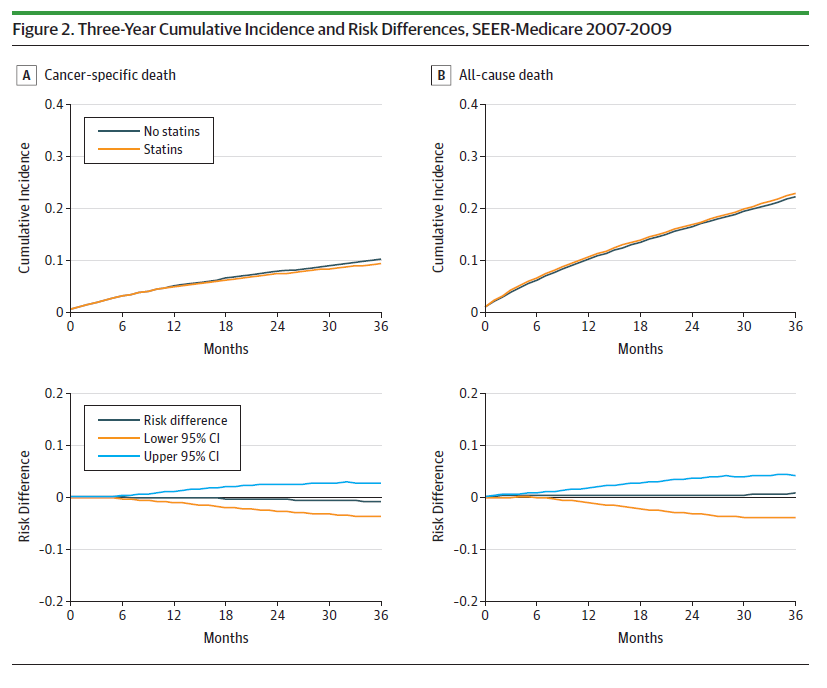 Figure 2. Three-Year Cumulative Incidence and Risk Differences, SEER-Medicare 2007-2009
A Cancer-specific death
0.4
0.3
0.2
0.1
0
Cumulative Incidence
No statins
Statins
0 6 12 18 24 30 36
Months
B All-cause death
0.4
0.3
0.2
0.1
0
Cumulative Incidence
0 6 12 18 24 30 36
Months
0.2
0.1
0
-0.1
-0.2
Risk Difference
Risk difference
Lower 95% CI
Upper 95% CI
0 6 12 18 24 30 36
Months
0.2
0.1
0
-0.1
-0.2
Risk Difference
0 6 12 18 24 30 36
Months